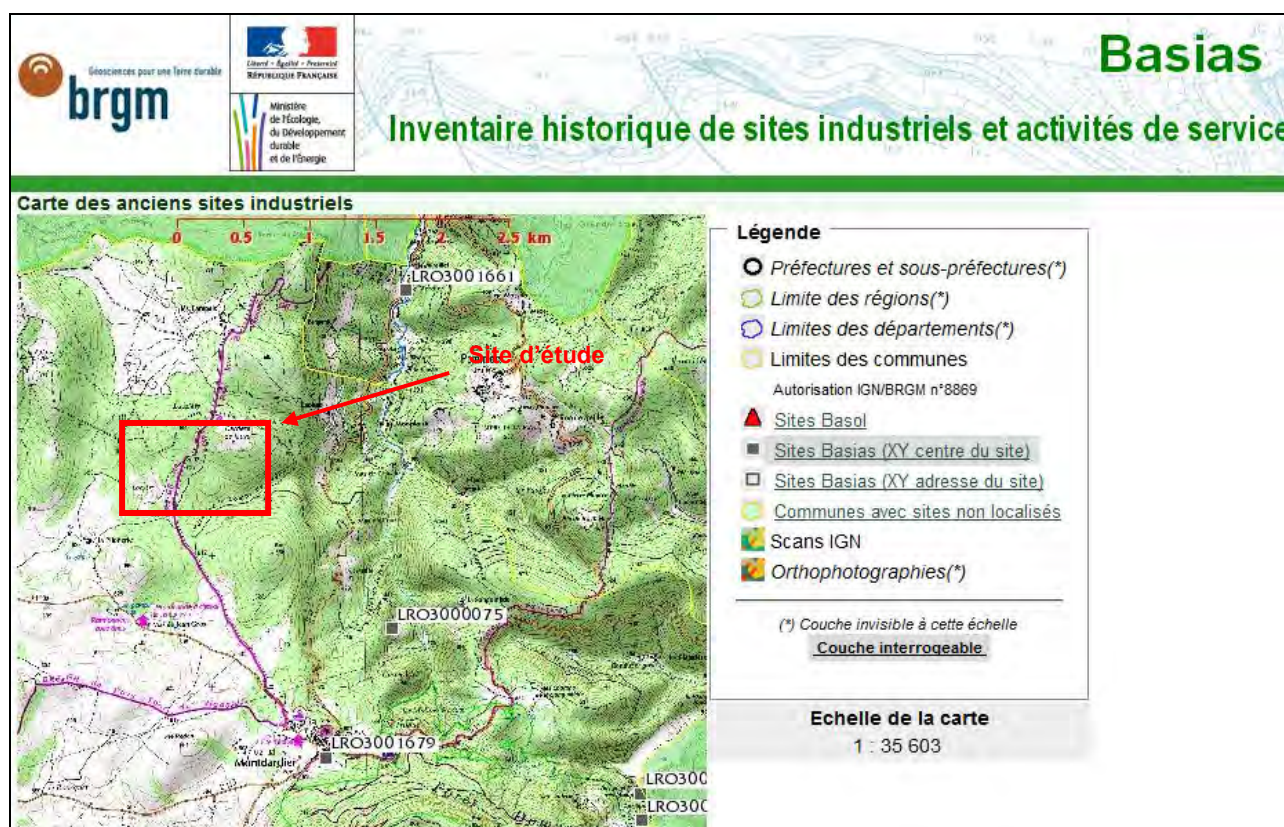 Géosciences pour une Terre durable
brgm
Liberté • Égalité • Fraternité
RÉPUBLIQUE FRANÇAISE
Ministère
de l'Écologie,
du Développement
durable
et de l'Énergie
Basias
Inventaire historique de sites industriels et activités de service
Carte des anciens sites industriels
0 0.5 1 1.5 2 2.5 km
LRO3001661
Site d'étude
LRO3000075
LRO3001679
Montdardier
LRO300
LRO300
Légende
Préfectures et sous-préfectures(*)
Limite des régions(*)
Limites des départements(*)
Limites des communes
Autorisation IGN/BRGM n°8869
Sites Basol
Sites Basias (XY centre du site)
Sites Basias (XY adresse du site)
Communes avec sites non localisés
Scans IGN
Orthophotographies(*)
(*) Couche invisible à cette échelle
Couche interrogeable
Echelle de la carte
1 : 35 603